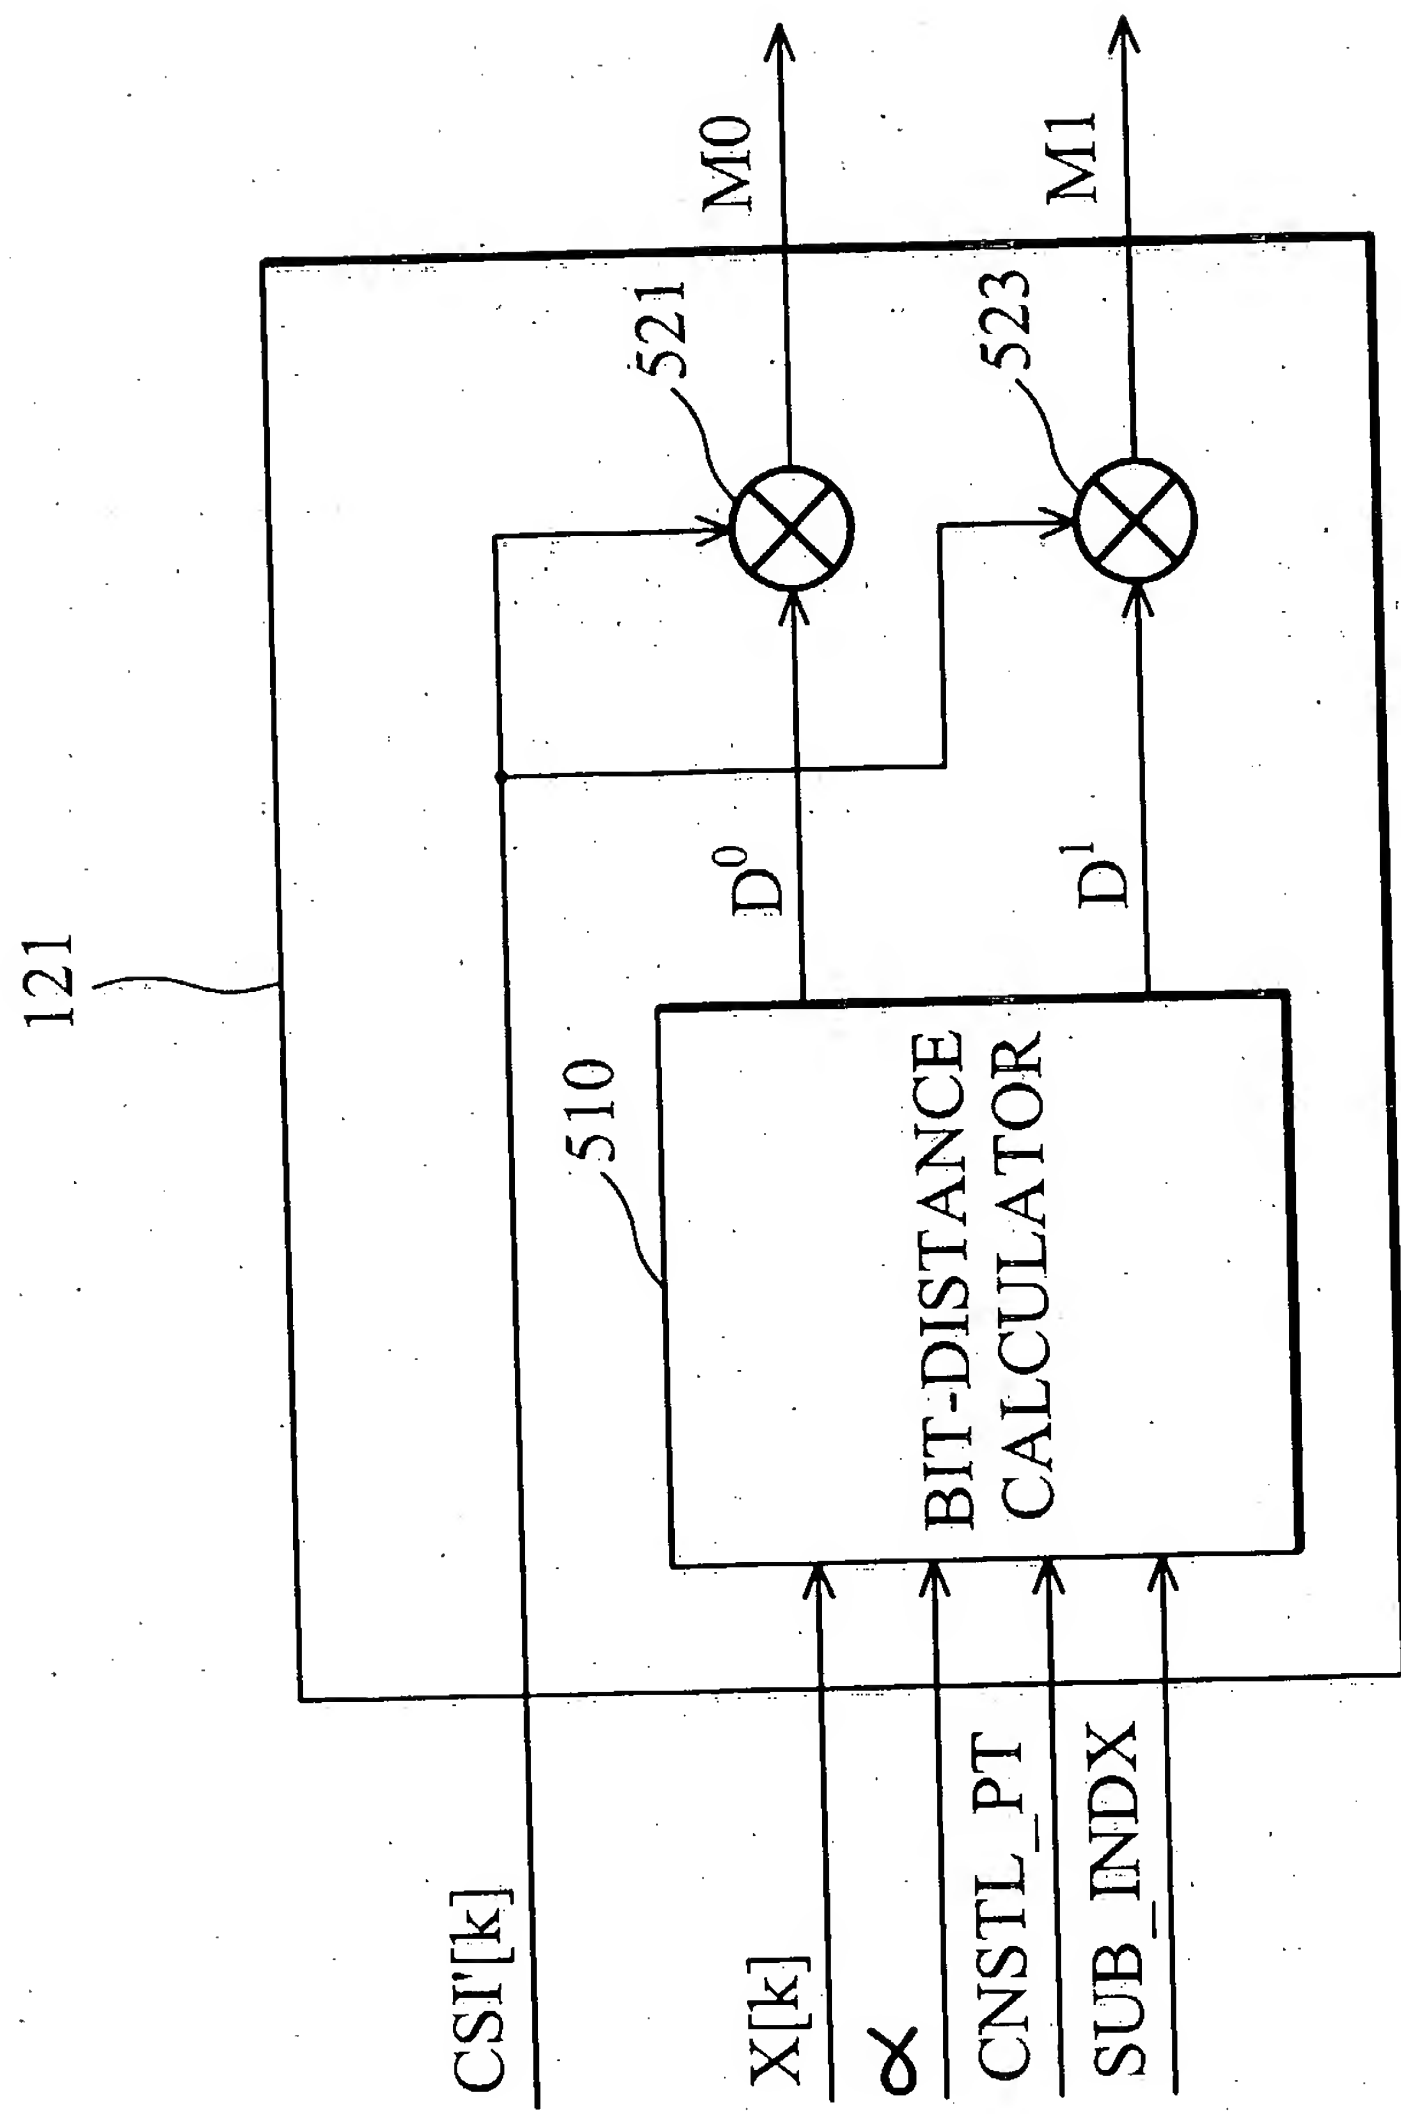 121
CSI'[k]
521
M0
510
D⁰
X[k]
BIT-DISTANCE
CALCULATOR
523
M1
D¹
ɣ
CNSTL_PT
SUB_INDX